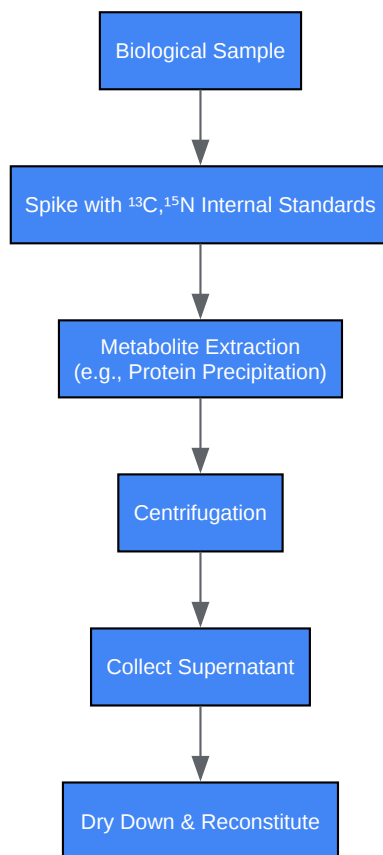 Biological Sample
Spike with ¹³C,¹⁵N Internal Standards
Metabolite Extraction
(e.g., Protein Precipitation)
Centrifugation
Collect Supernatant
Dry Down & Reconstitute